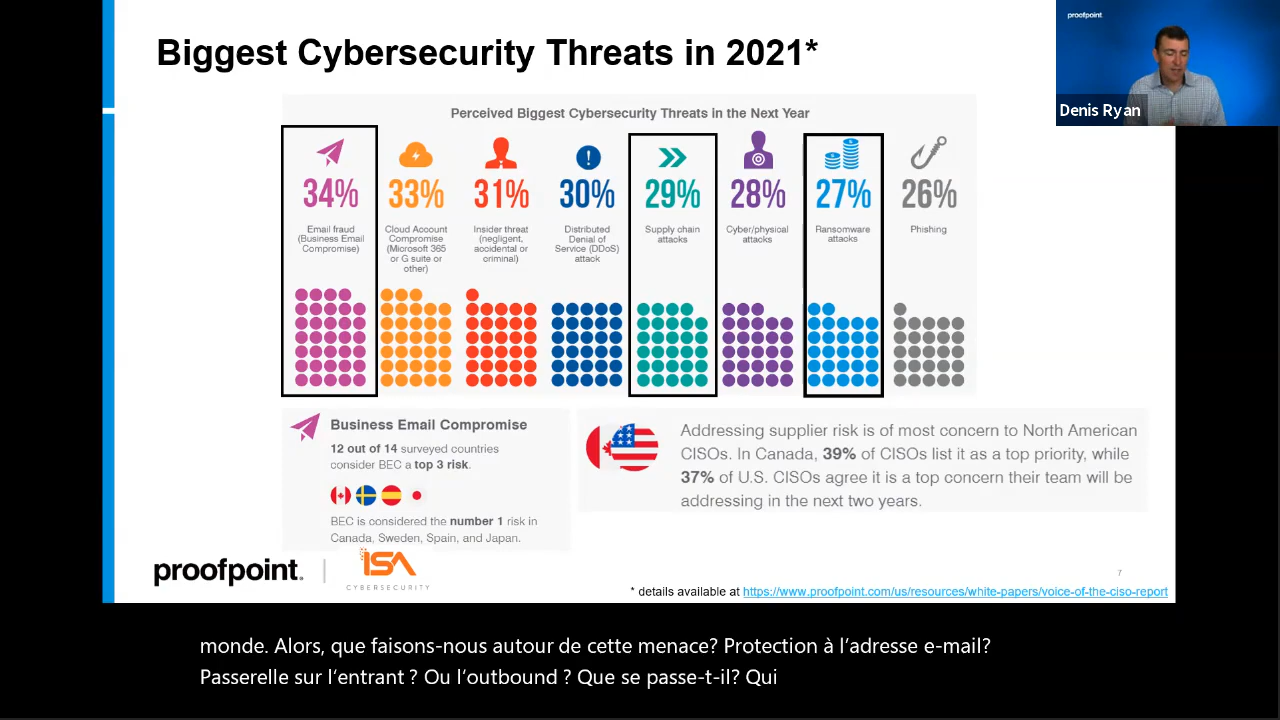 Biggest Cybersecurity Threats in 2021*
proofpoint
Denis Ryan
Perceived Biggest Cybersecurity Threats in the Next Year
34%
Email fraud
(Business Email
Compromise)
33%
Cloud Account
Compromise
(Microsoft 365
or G suite or
other)
31%
Insider threat
(negligent,
accidental or
criminal)
30%
Distributed
Denial of
Service (DDoS)
attack
29%
Supply chain
attacks
28%
Cyber/physical
attacks
27%
Ransomware
attacks
26%
Phishing
Business Email Compromise
12 out of 14 surveyed countries
consider BEC a top 3 risk.
BEC is considered the number 1 risk in
Canada, Sweden, Spain, and Japan.
Addressing supplier risk is of most concern to North American
CISOs. In Canada, 39% of CISOs list it as a top priority, while
37% of U.S. CISOs agree it is a top concern their team will be
addressing in the next two years.
proofpoint.
ISA
CYBERSECURITY
7
* details available at https://www.proofpoint.com/us/resources/white-papers/voice-of-the-ciso-report
monde. Alors, que faisons-nous autour de cette menace? Protection à l'adresse e-mail?
Passerelle sur l'entrant ? Ou l'outbound ? Que se passe-t-il? Qui